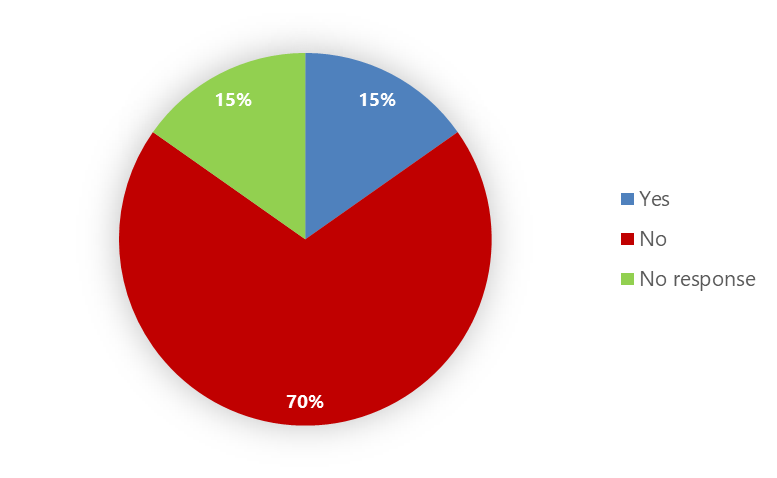 15%
15%
70%
Yes
No
No response